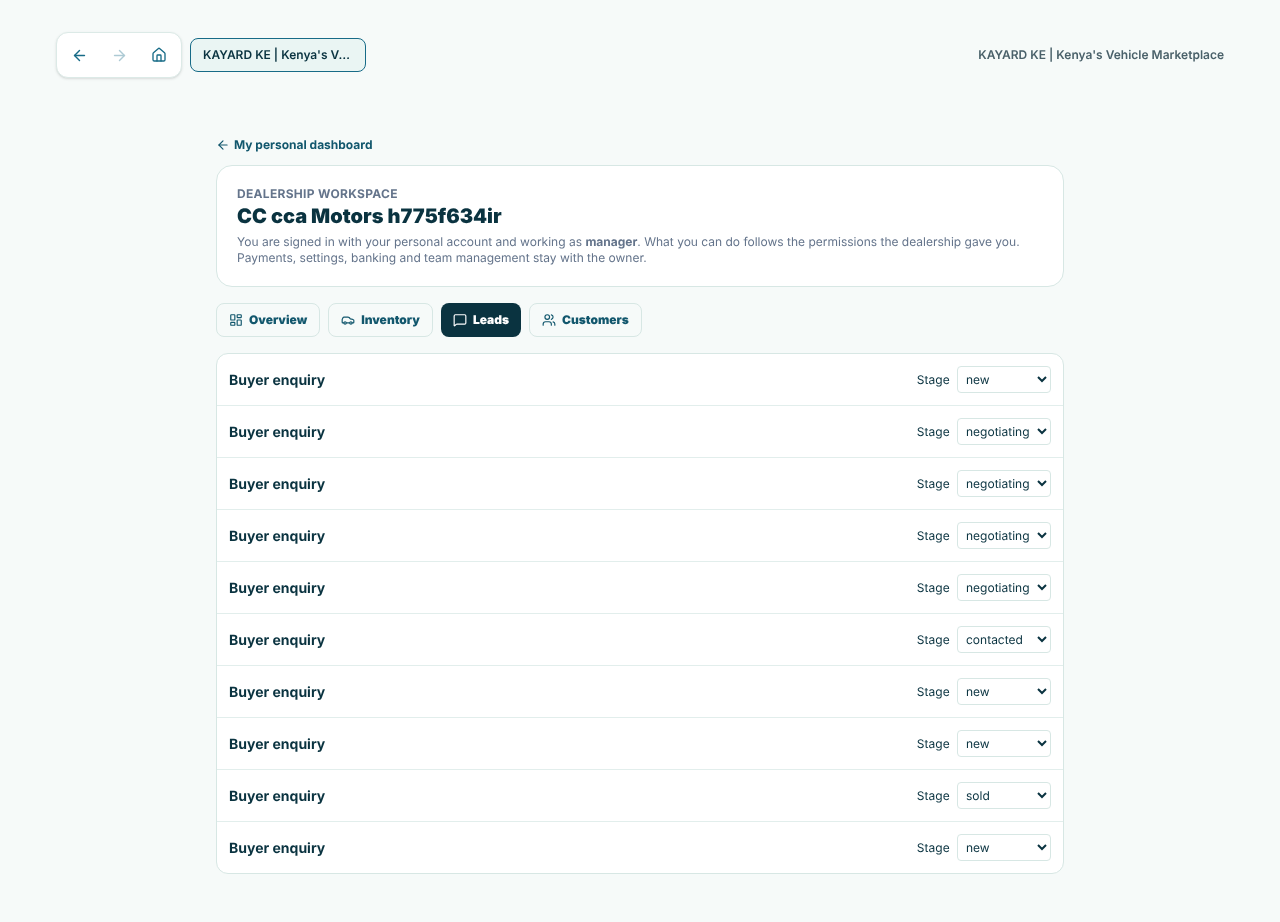 KAYARD KE | Kenya's V...
KAYARD KE | Kenya's Vehicle Marketplace
My personal dashboard
DEALERSHIP WORKSPACE
CC cca Motors h775f634ir
You are signed in with your personal account and working as manager. What you can do follows the permissions the dealership gave you.
Payments, settings, banking and team management stay with the owner.
Overview
Inventory
Leads
Customers
Buyer enquiry Stage new
Buyer enquiry Stage negotiating
Buyer enquiry Stage negotiating
Buyer enquiry Stage negotiating
Buyer enquiry Stage negotiating
Buyer enquiry Stage contacted
Buyer enquiry Stage new
Buyer enquiry Stage new
Buyer enquiry Stage sold
Buyer enquiry Stage new